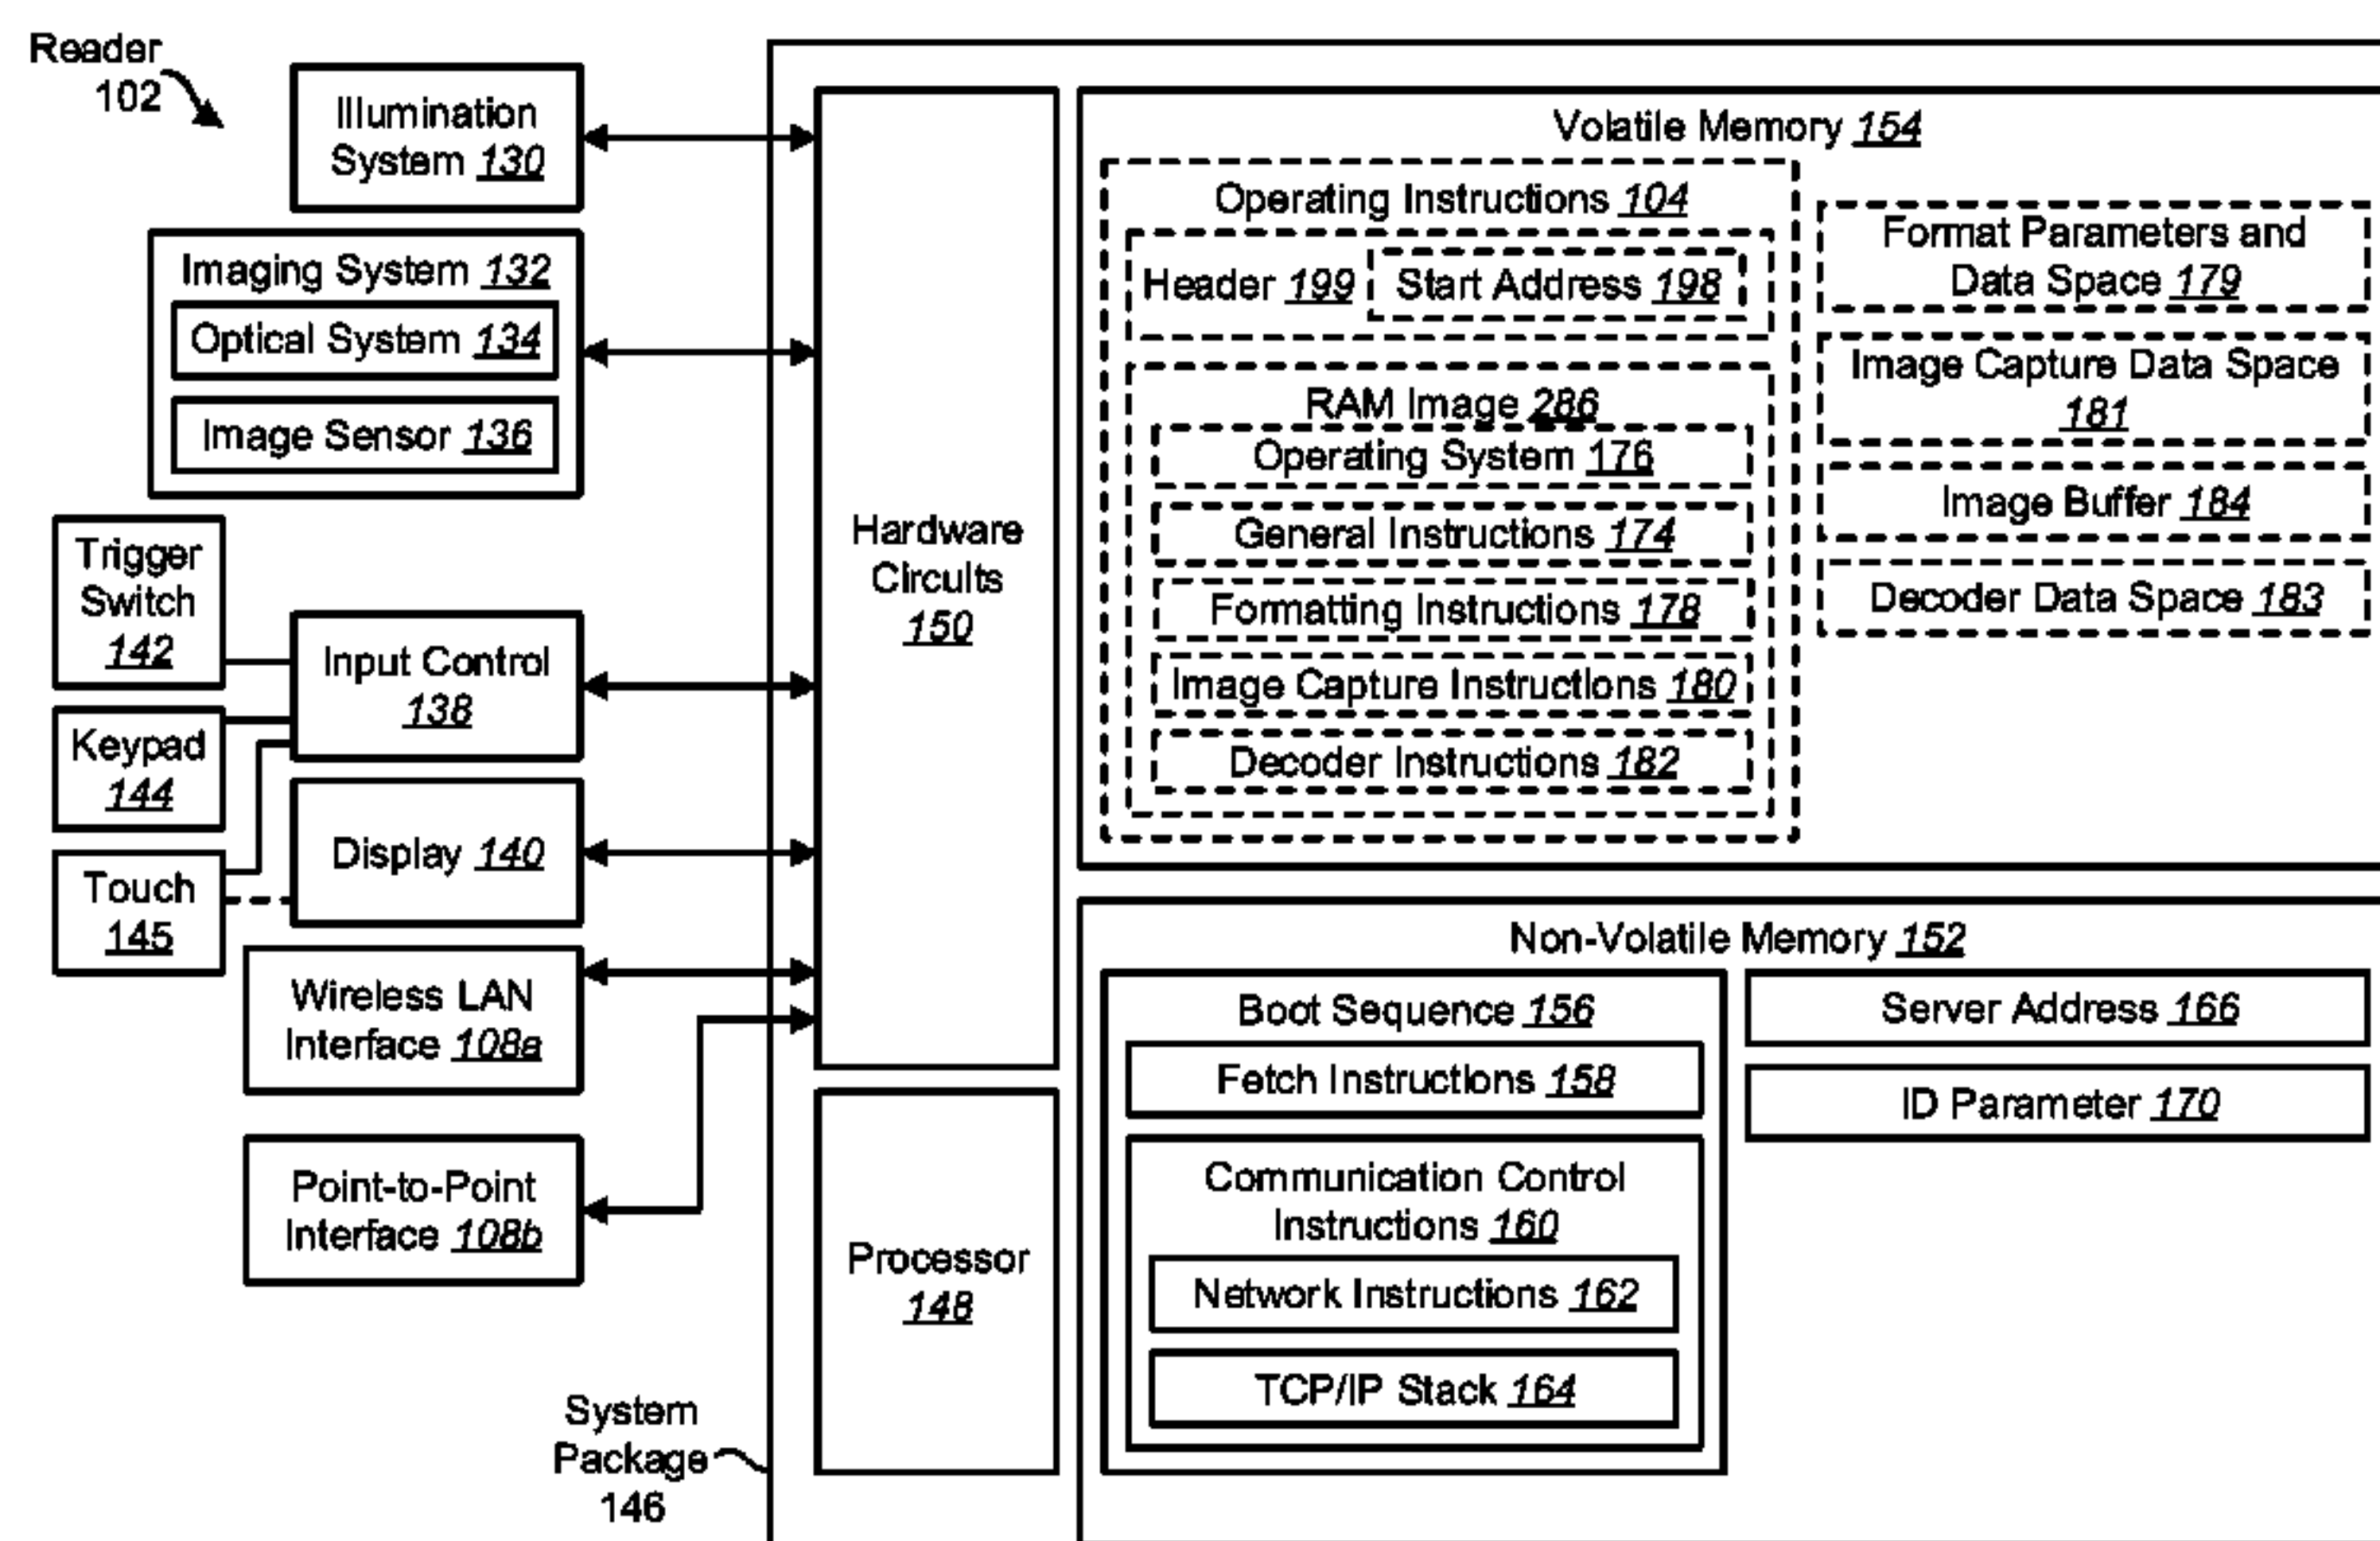 Reader
102
Illumination
System 130
Imaging System 132
Optical System 134
Image Sensor 136
Trigger
Switch
142
Input Control
138
Keypad
144
Display 140
Touch
145
Wireless LAN
Interface 108a
Point-to-Point
Interface 108b
System
Package
146
Hardware
Circuits
150
Processor
148
Volatile Memory 154
Operating Instructions 104
Header 199
Start Address 198
RAM Image 286
Operating System 176
General Instructions 174
Formatting Instructions 178
Image Capture Instructions 180
Decoder Instructions 182
Format Parameters and
Data Space 179
Image Capture Data Space
181
Image Buffer 184
Decoder Data Space 183
Non-Volatile Memory 152
Boot Sequence 156
Fetch Instructions 158
Communication Control
Instructions 160
Network Instructions 162
TCP/IP Stack 164
Server Address 166
ID Parameter 170